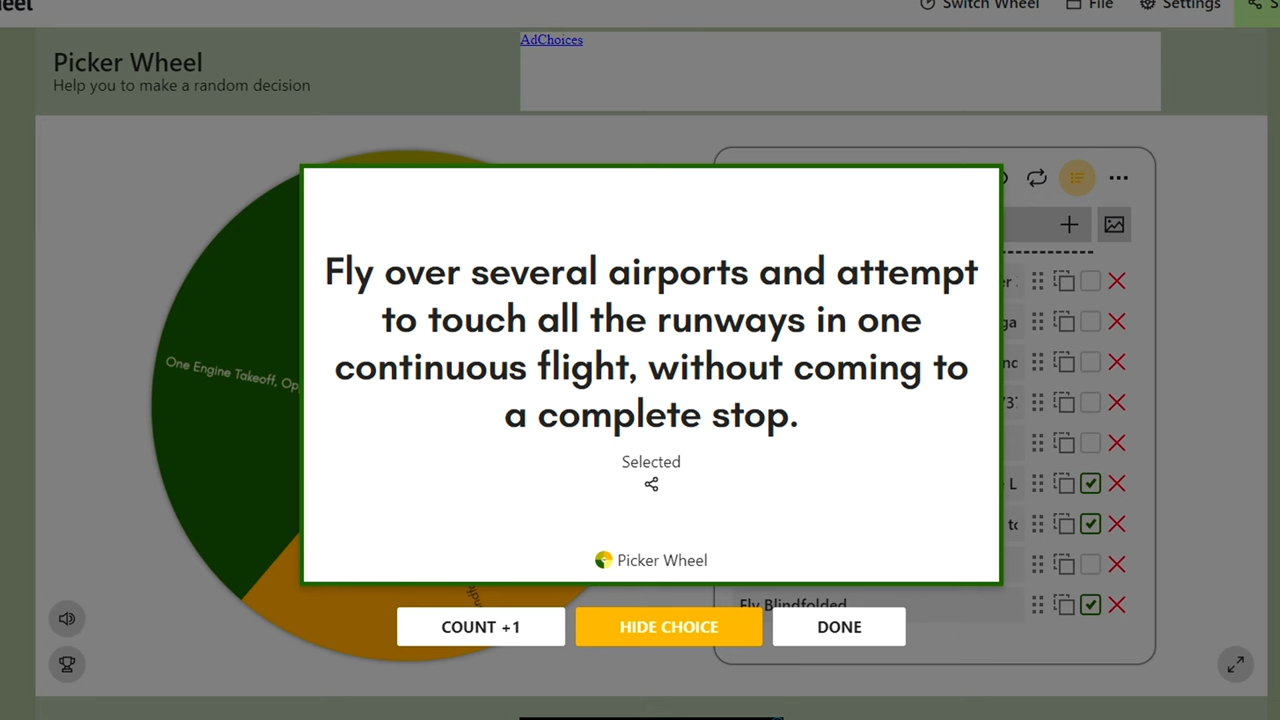 Switch Wheel
File
Settings
Picker Wheel
Help you to make a random decision
AdChoices
One Engine Takeoff,
Fly over several airports and attempt
to touch all the runways in one
continuous flight, without coming to
a complete stop.
Selected
Picker Wheel
Fly Blindfolded
COUNT +1
HIDE CHOICE
DONE